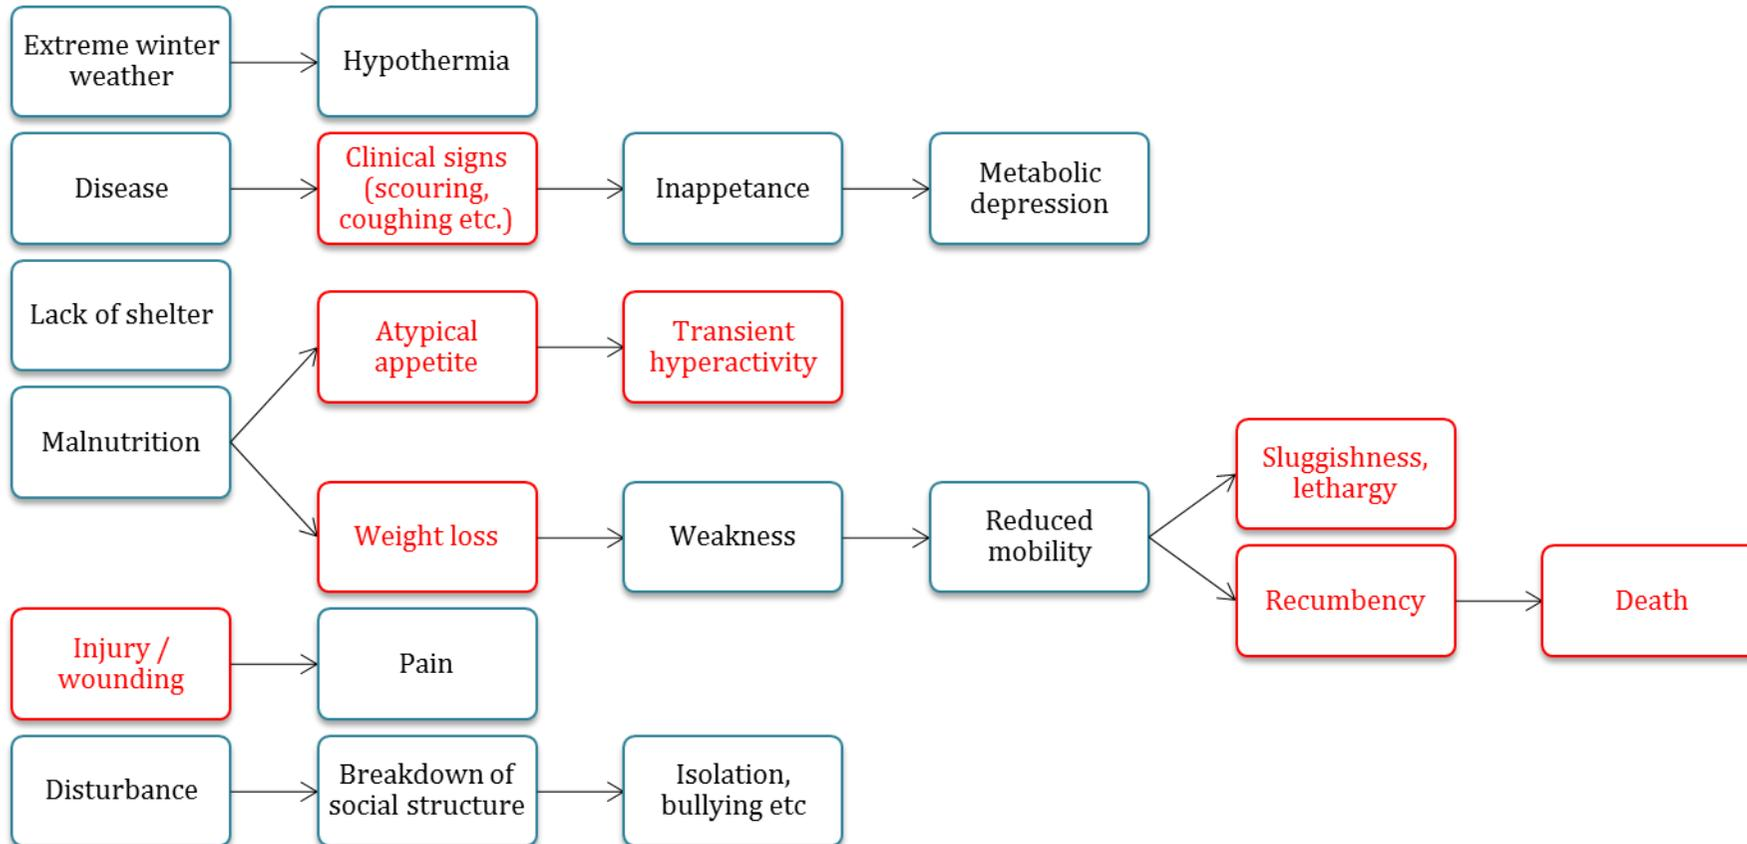 Extreme winter
weather
Hypothermia
Disease
Clinical signs
(scouring,
coughing etc.)
Inappetance
Metabolic
depression
Lack of shelter
Atypical
appetite
Transient
hyperactivity
Malnutrition
Sluggishness,
lethargy
Weight loss
Weakness
Reduced
mobility
Recumbency
Death
Injury /
wounding
Pain
Disturbance
Breakdown of
social structure
Isolation,
bullying etc